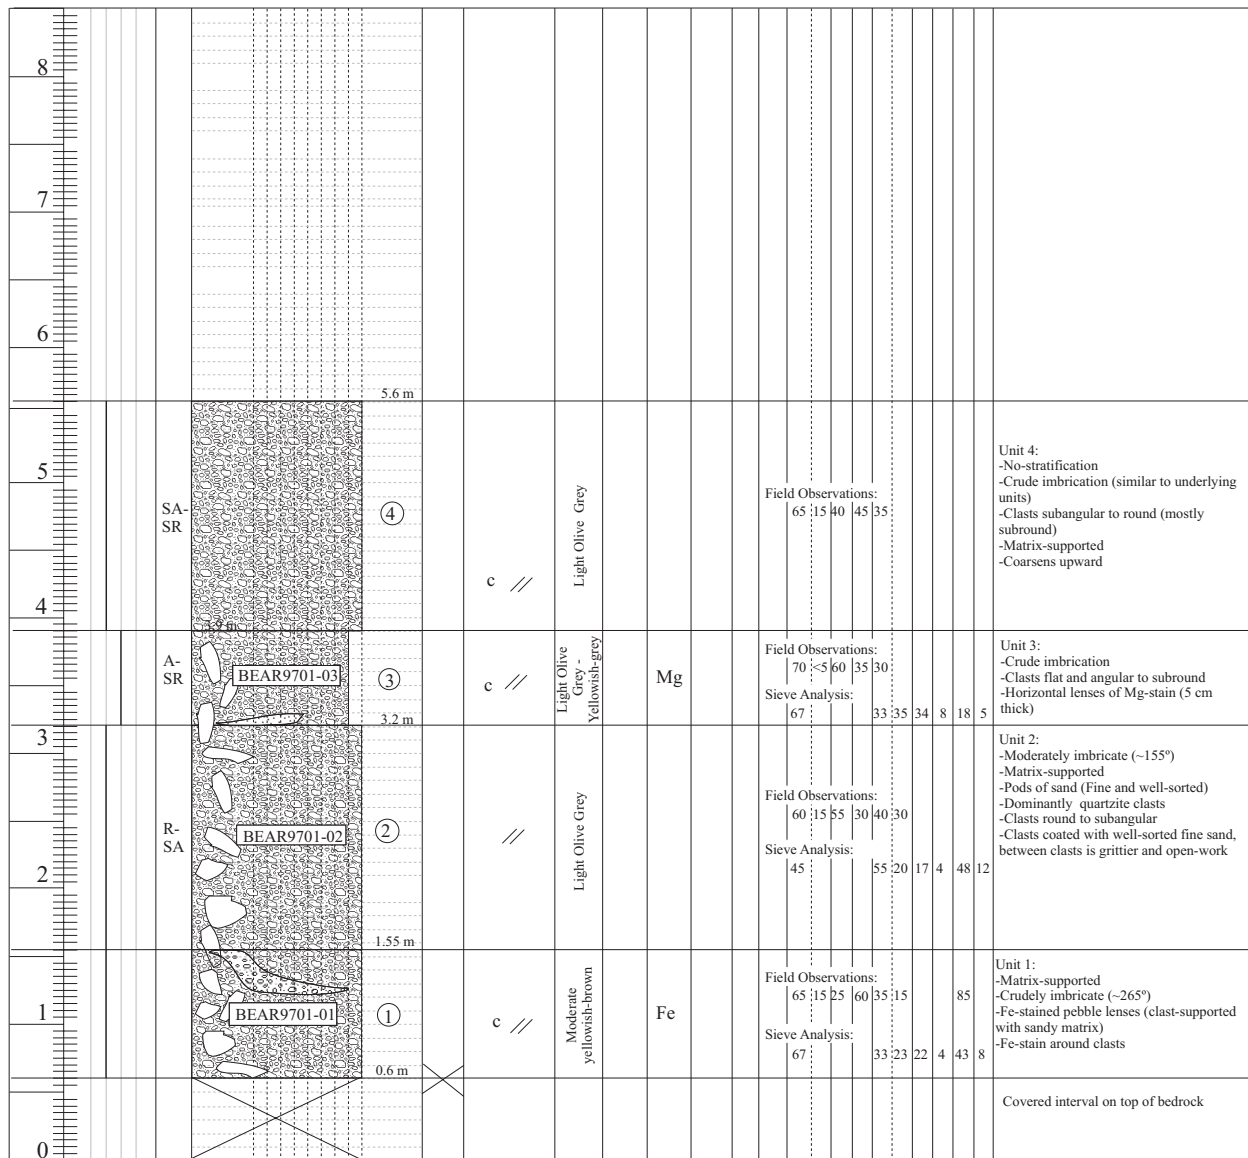 8
7
6
5.6 m
5
SA-
SR
4
c //
Light Olive Grey
Field Observations:
65 15 40 45 35
Unit 4:
-No-stratification
-Crude imbrication (similar to underlying
units)
-Clasts subangular to round (mostly
subround)
-Matrix-supported
-Coarsens upward
4
3.9 m
A-
SR
BEAR9701-03
3
c //
Light Olive
Grey -
Yellowish-grey
Mg
Field Observations:
70 <5 60 35 30
Sieve Analysis:
67 33 35 34 8 18 5
Unit 3:
-Crude imbrication
-Clasts flat and angular to subround
-Horizontal lenses of Mg-stain (5 cm
thick)
3.2 m
3
R-
SA
BEAR9701-02
2
//
Light Olive Grey
Field Observations:
60 15 55 30 40 30
Sieve Analysis:
45 55 20 17 4 48 12
Unit 2:
-Moderately imbricate (~155º)
-Matrix-supported
-Pods of sand (Fine and well-sorted)
-Dominantly quartzite clasts
-Clasts round to subangular
-Clasts coated with well-sorted fine sand,
between clasts is grittier and open-work
2
1.55 m
1
BEAR9701-01
1
c //
Moderate
yellowish-brown
Fe
Field Observations:
65 15 25 60 35 15 85
Sieve Analysis:
67 33 23 22 4 43 8
Unit 1:
-Matrix-supported
-Crudely imbricate (~265º)
-Fe-stained pebble lenses (clast-supported
with sandy matrix)
-Fe-stain around clasts
0.6 m
Covered interval on top of bedrock
0